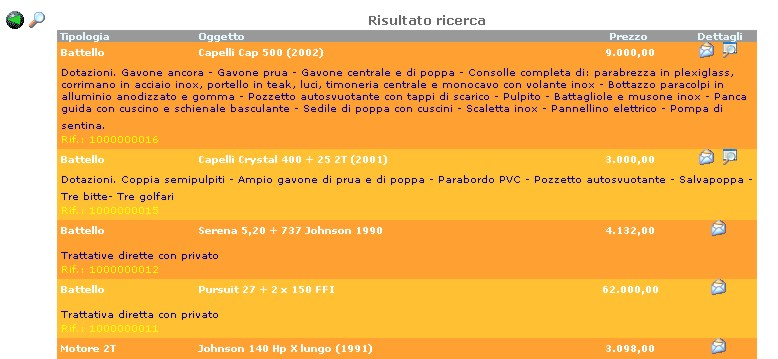 Risultato ricerca
Tipologia Oggetto Prezzo Dettagli
Battello Capelli Cap 500 (2002) 9.000,00
Dotazioni. Gavone ancora - Gavone prua - Gavone centrale e di poppa - Consolle completa di: parabrezza in plexiglass,
corrimano in acciaio inox, portello in teak, luci, timoneria centrale e monocavo con volante inox - Bottazzo paracolpi in
alluminio anodizzato e gomma - Pozzetto autosvuotante con tappi di scarico - Pulpito - Battagliole e musone inox - Panca
guida con cuscino e schienale basculante - Sedile di poppa con cuscini - Scaletta inox - Pannellino elettrico - Pompa di
sentina.
Rif.: 1000000016
Battello Capelli Crystal 400 + 25 2T (2001) 3.000,00
Dotazioni. Coppia semipulpiti - Ampio gavone di prua e di poppa - Parabordo PVC - Pozzetto autosvuotante - Salvapoppa -
Tre bitte- Tre golfari
Rif.: 1000000015
Battello Serena 5,20 + 737 Johnson 1990 4.132,00
Trattative dirette con privato
Rif.: 1000000012
Battello Pursuit 27 + 2 x 150 FFI 62.000,00
Trattativa diretta con privato
Rif.: 1000000011
Motore 2T Johnson 140 Hp X lungo (1991) 3.098,00